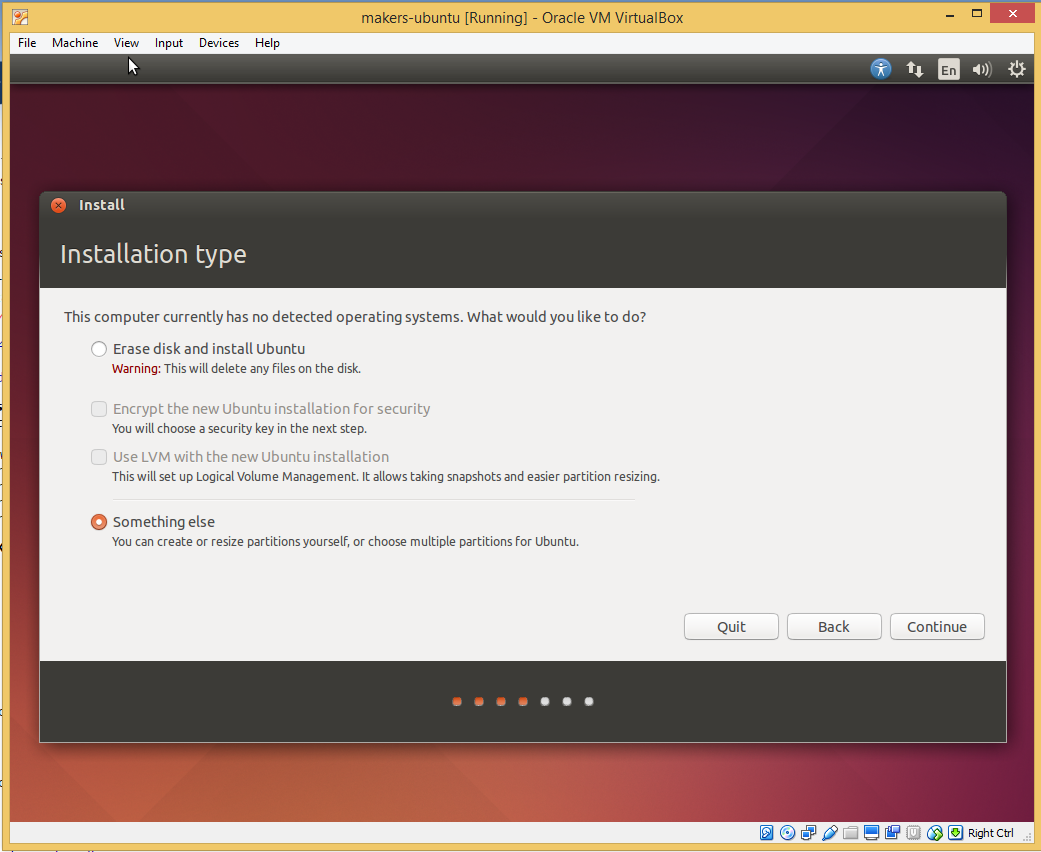 makers-ubuntu [Running] - Oracle VM VirtualBox
File Machine View Input Devices Help
En
Install
Installation type
This computer currently has no detected operating systems. What would you like to do?
Erase disk and install Ubuntu
Warning: This will delete any files on the disk.
Encrypt the new Ubuntu installation for security
You will choose a security key in the next step.
Use LVM with the new Ubuntu installation
This will set up Logical Volume Management. It allows taking snapshots and easier partition resizing.
Something else
You can create or resize partitions yourself, or choose multiple partitions for Ubuntu.
Quit Back Continue
Right Ctrl